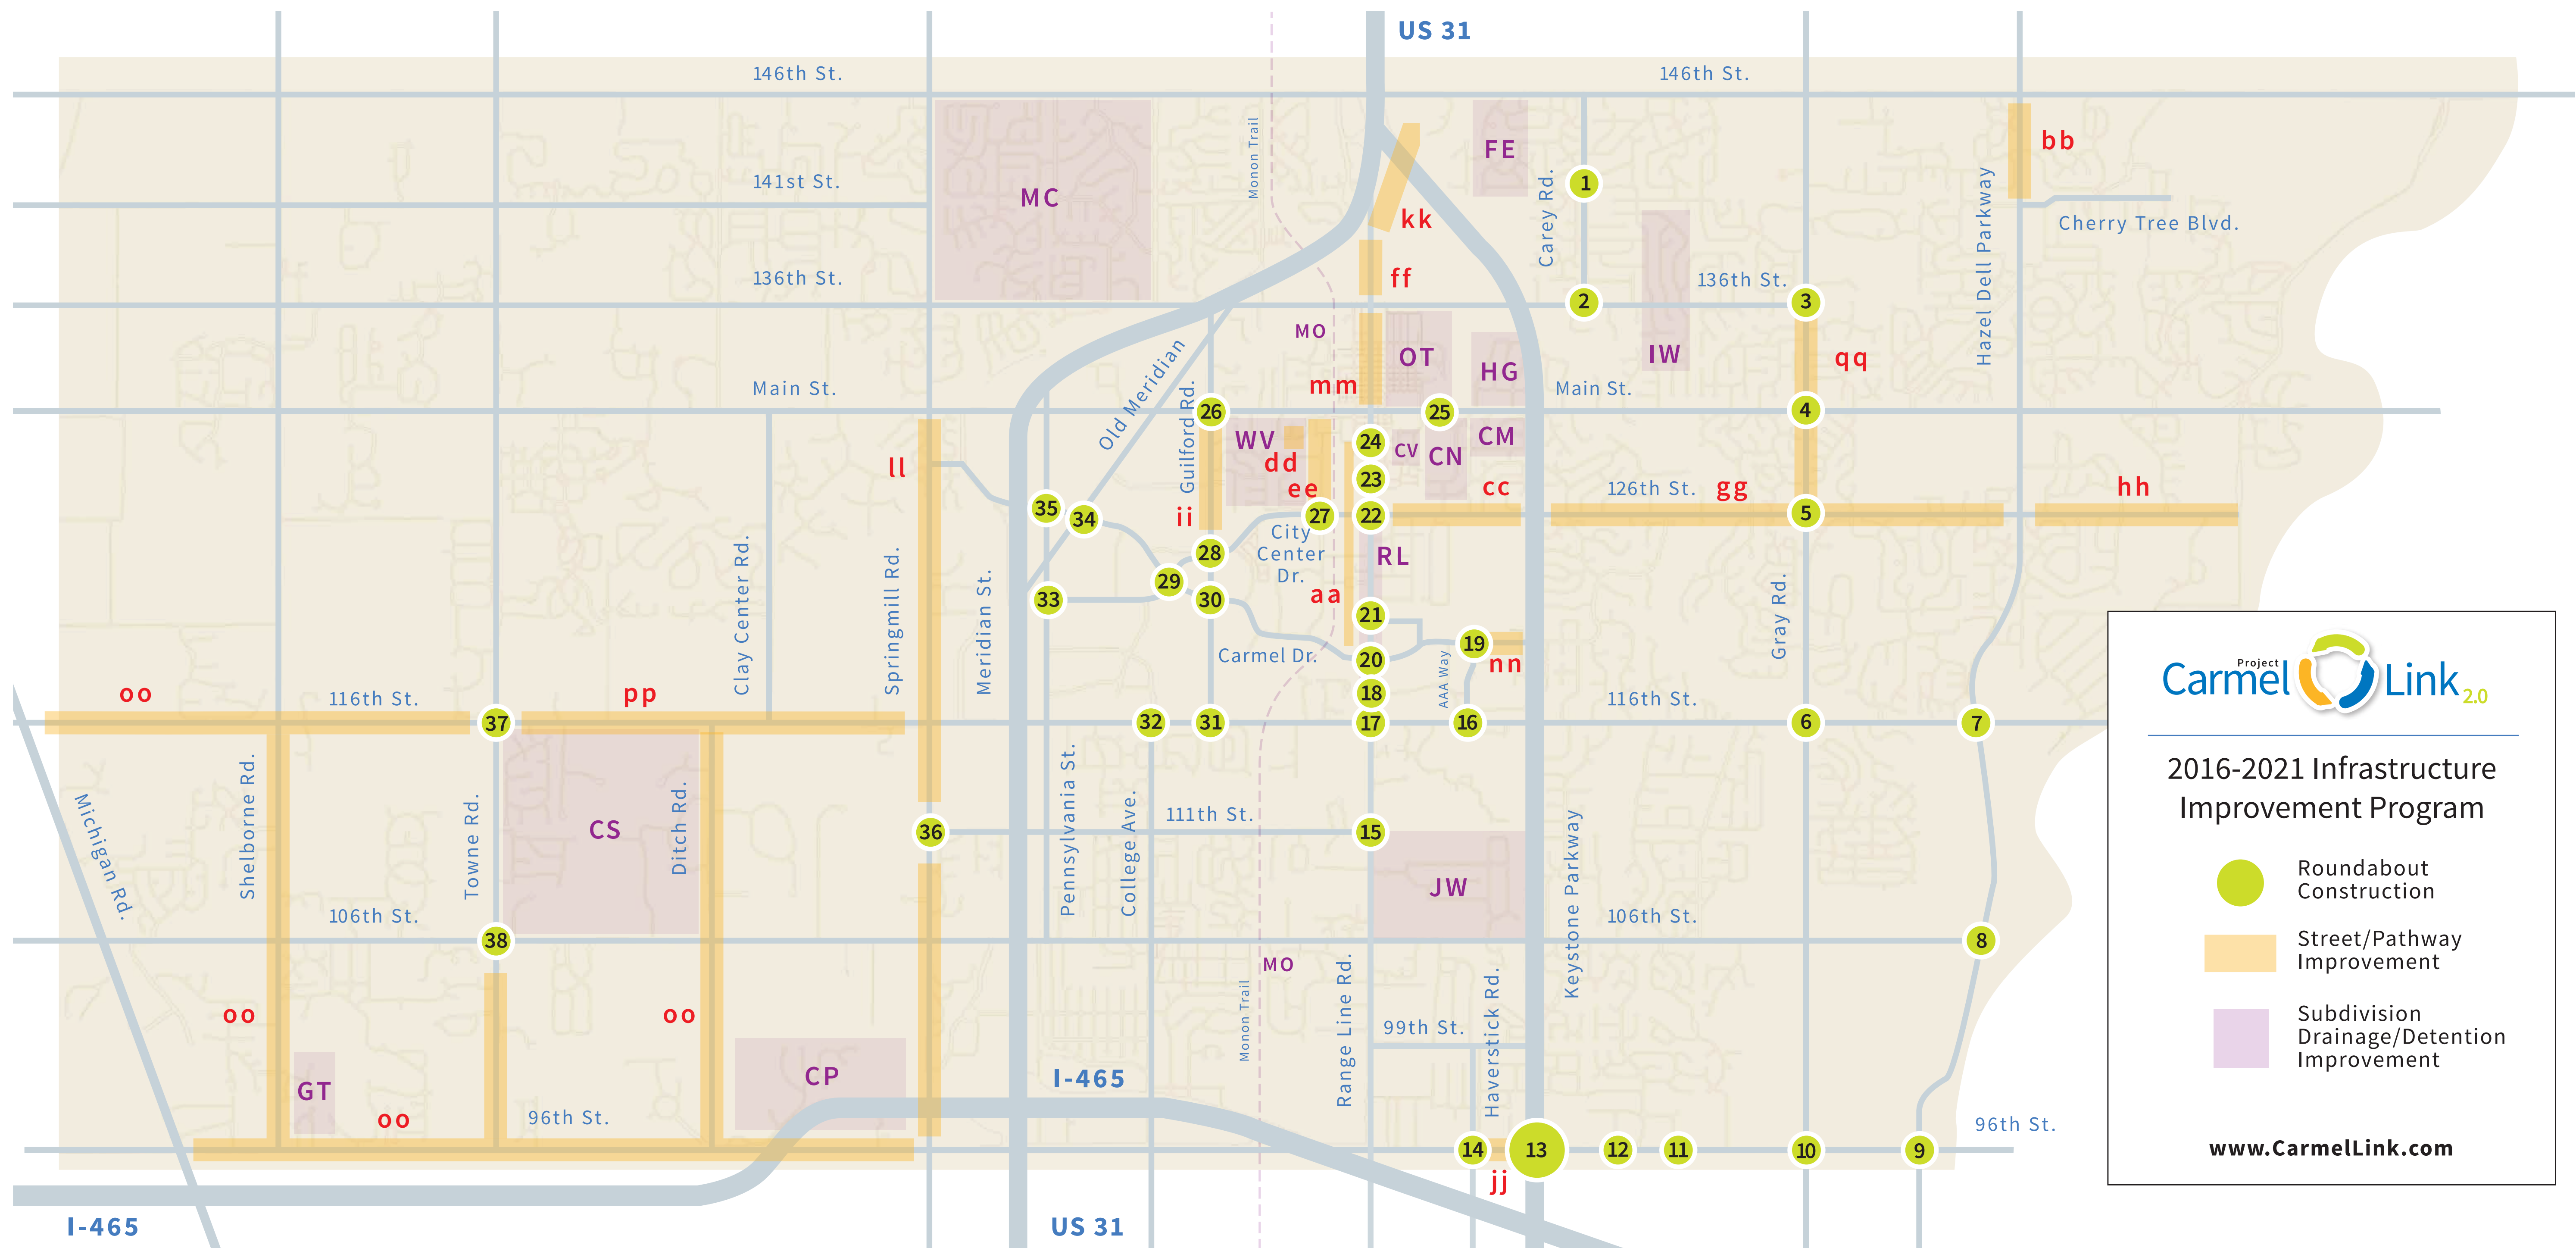 US 31
146th St.
146th St.
Monon Trail
FE
bb
141st St.
MC
Carey Rd.
1
kk
Hazel Dell Parkway
Cherry Tree Blvd.
136th St.
ff
136th St.
2
3
MO
OT
HG
IW
qq
Old Meridian
mm
Main St.
Guilford Rd.
Main St.
26
25
4
WV
24
CV
CN
CM
ll
dd
23
ee
cc
126th St.
gg
hh
35
34
ii
27
22
5
City
Center
Dr.
28
RL
29
aa
33
30
21
Clay Center Rd.
Springmill Rd.
Meridian St.
Gray Rd.
19
Carmel Dr.
20
nn
AAA Way
oo
116th St.
pp
18
116th St.
37
32
31
17
16
6
7
Michigan Rd.
Shelborne Rd.
Towne Rd.
CS
Ditch Rd.
Pennsylvania St.
College Ave.
111th St.
36
15
JW
Keystone Parkway
106th St.
106th St.
38
8
MO
oo
oo
Monon Trail
Range Line Rd.
99th St.
Haverstick Rd.
GT
CP
I-465
oo
96th St.
96th St.
14
13
12
11
10
9
jj
I-465
US 31
Project
Carmel Link 2.0
2016-2021 Infrastructure
Improvement Program
Roundabout
Construction
Street/Pathway
Improvement
Subdivision
Drainage/Detention
Improvement
www.CarmelLink.com